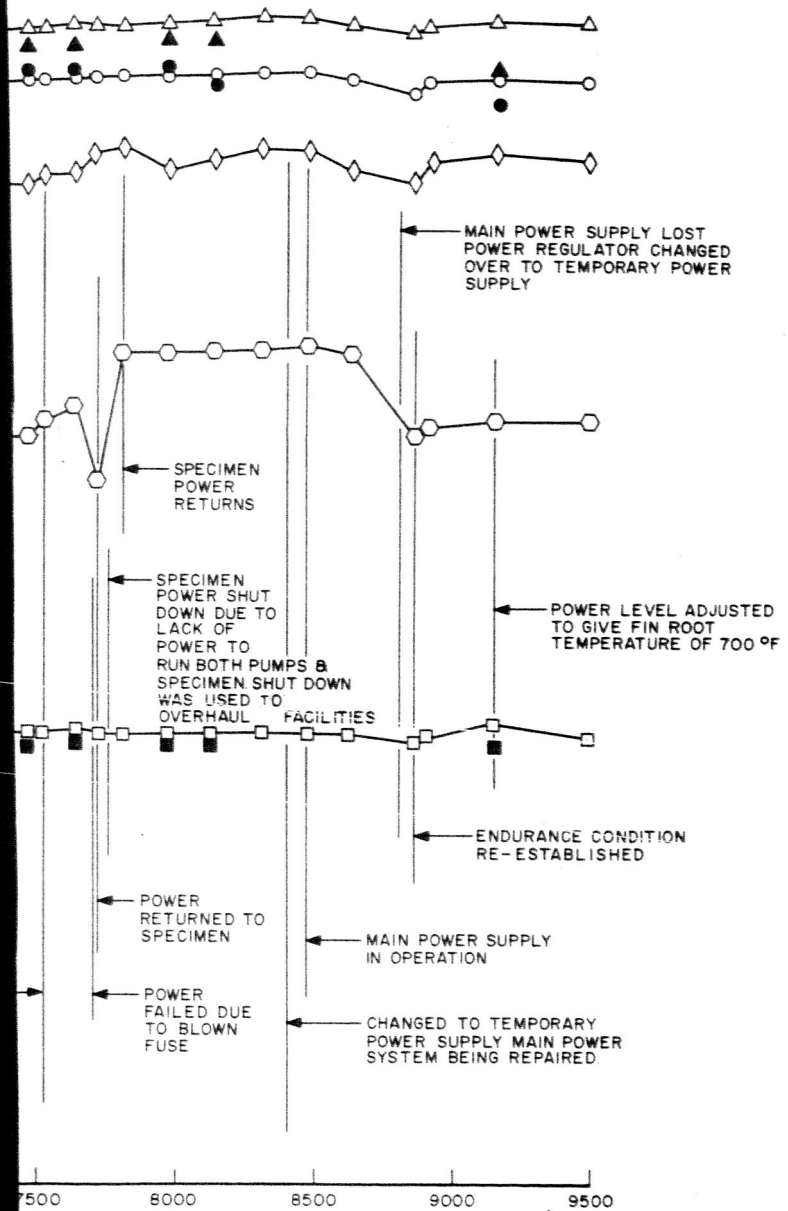 MAIN POWER SUPPLY LOST
POWER REGULATOR CHANGED
OVER TO TEMPORARY POWER
SUPPLY
SPECIMEN
POWER
RETURNS
SPECIMEN
POWER SHUT
DOWN DUE TO
LACK OF
POWER TO
RUN BOTH PUMPS &
SPECIMEN. SHUT DOWN
WAS USED TO
OVERHAUL FACILITIES
POWER LEVEL ADJUSTED
TO GIVE FIN ROOT
TEMPERATURE OF 700 °F
ENDURANCE CONDITION
RE-ESTABLISHED
POWER
RETURNED TO
SPECIMEN
MAIN POWER SUPPLY
IN OPERATION
POWER
FAILED DUE
TO BLOWN
FUSE
CHANGED TO TEMPORARY
POWER SUPPLY MAIN POWER
SYSTEM BEING REPAIRED.
7500 8000 8500 9000 9500